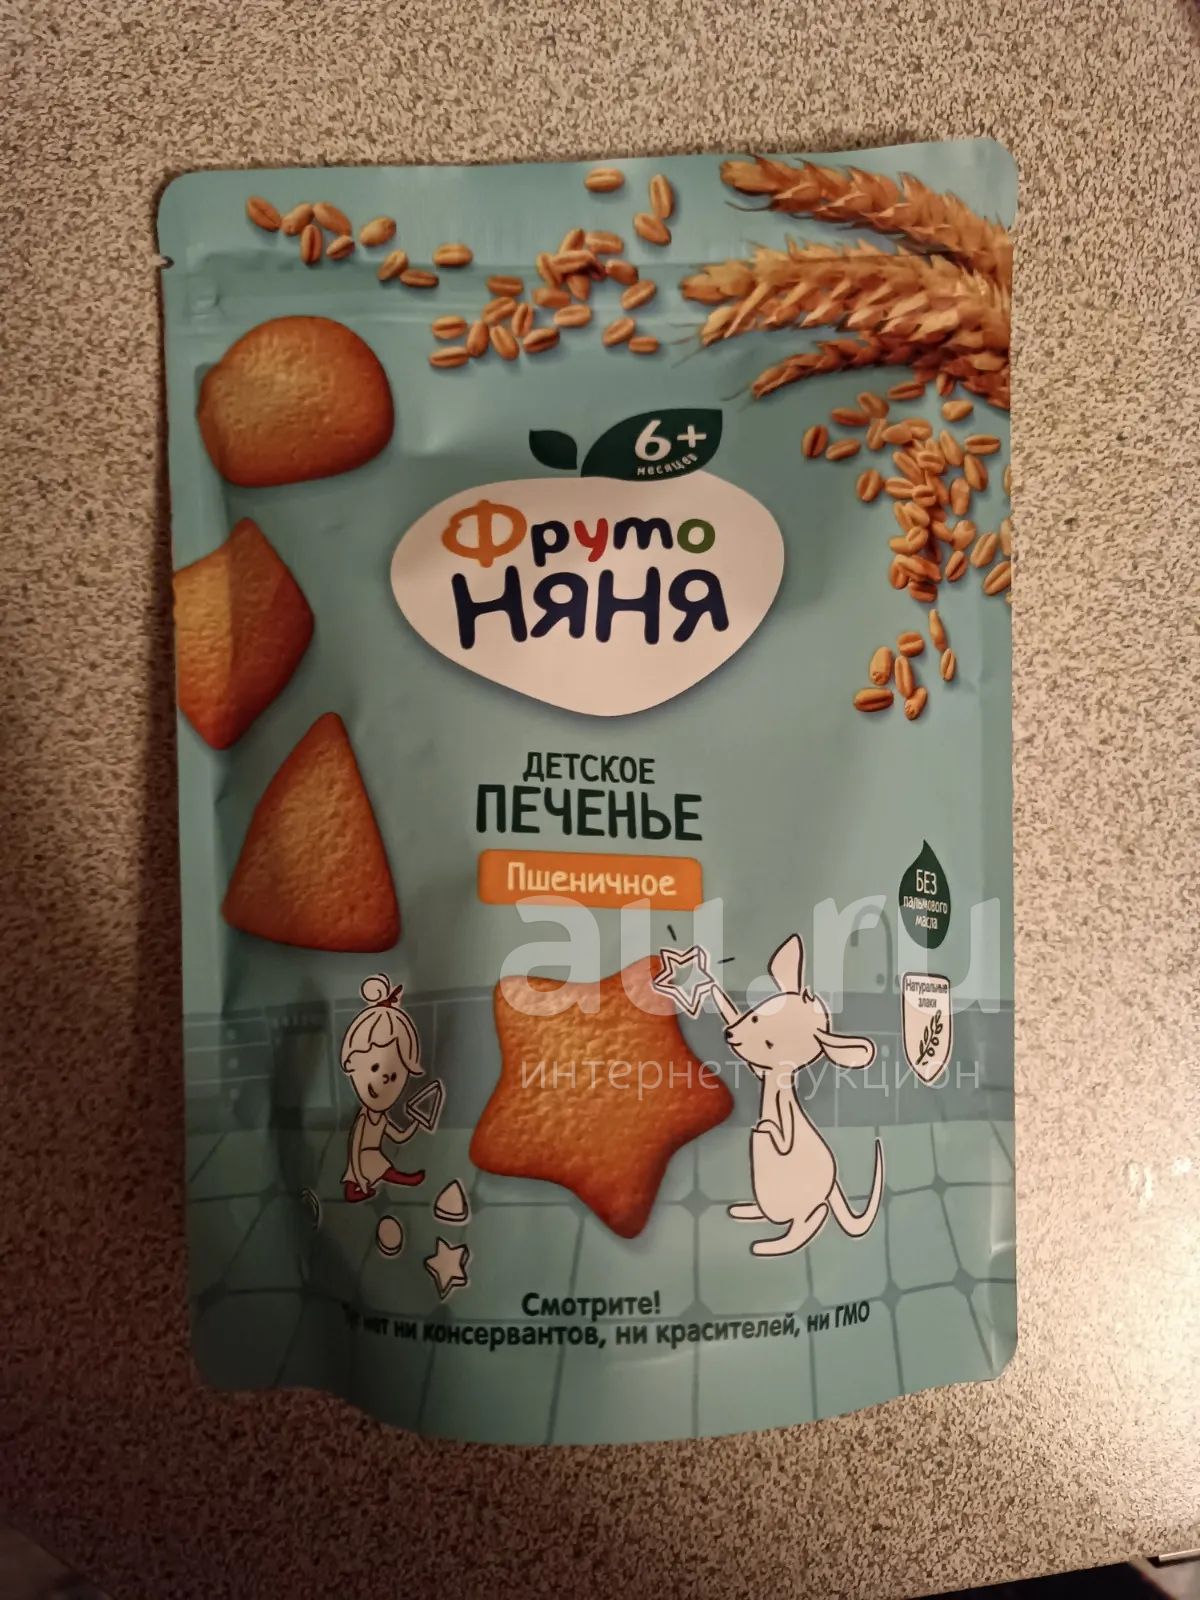 6+
месяцев
Фруто
Няня
ДЕТСКОЕ
ПЕЧЕНЬЕ
Пшеничное
БЕЗ
пальмового
масла
Натуральные
злаки
au.ru
интернет-аукцион
Смотрите!
нет ни консервантов, ни красителей, ни ГМО